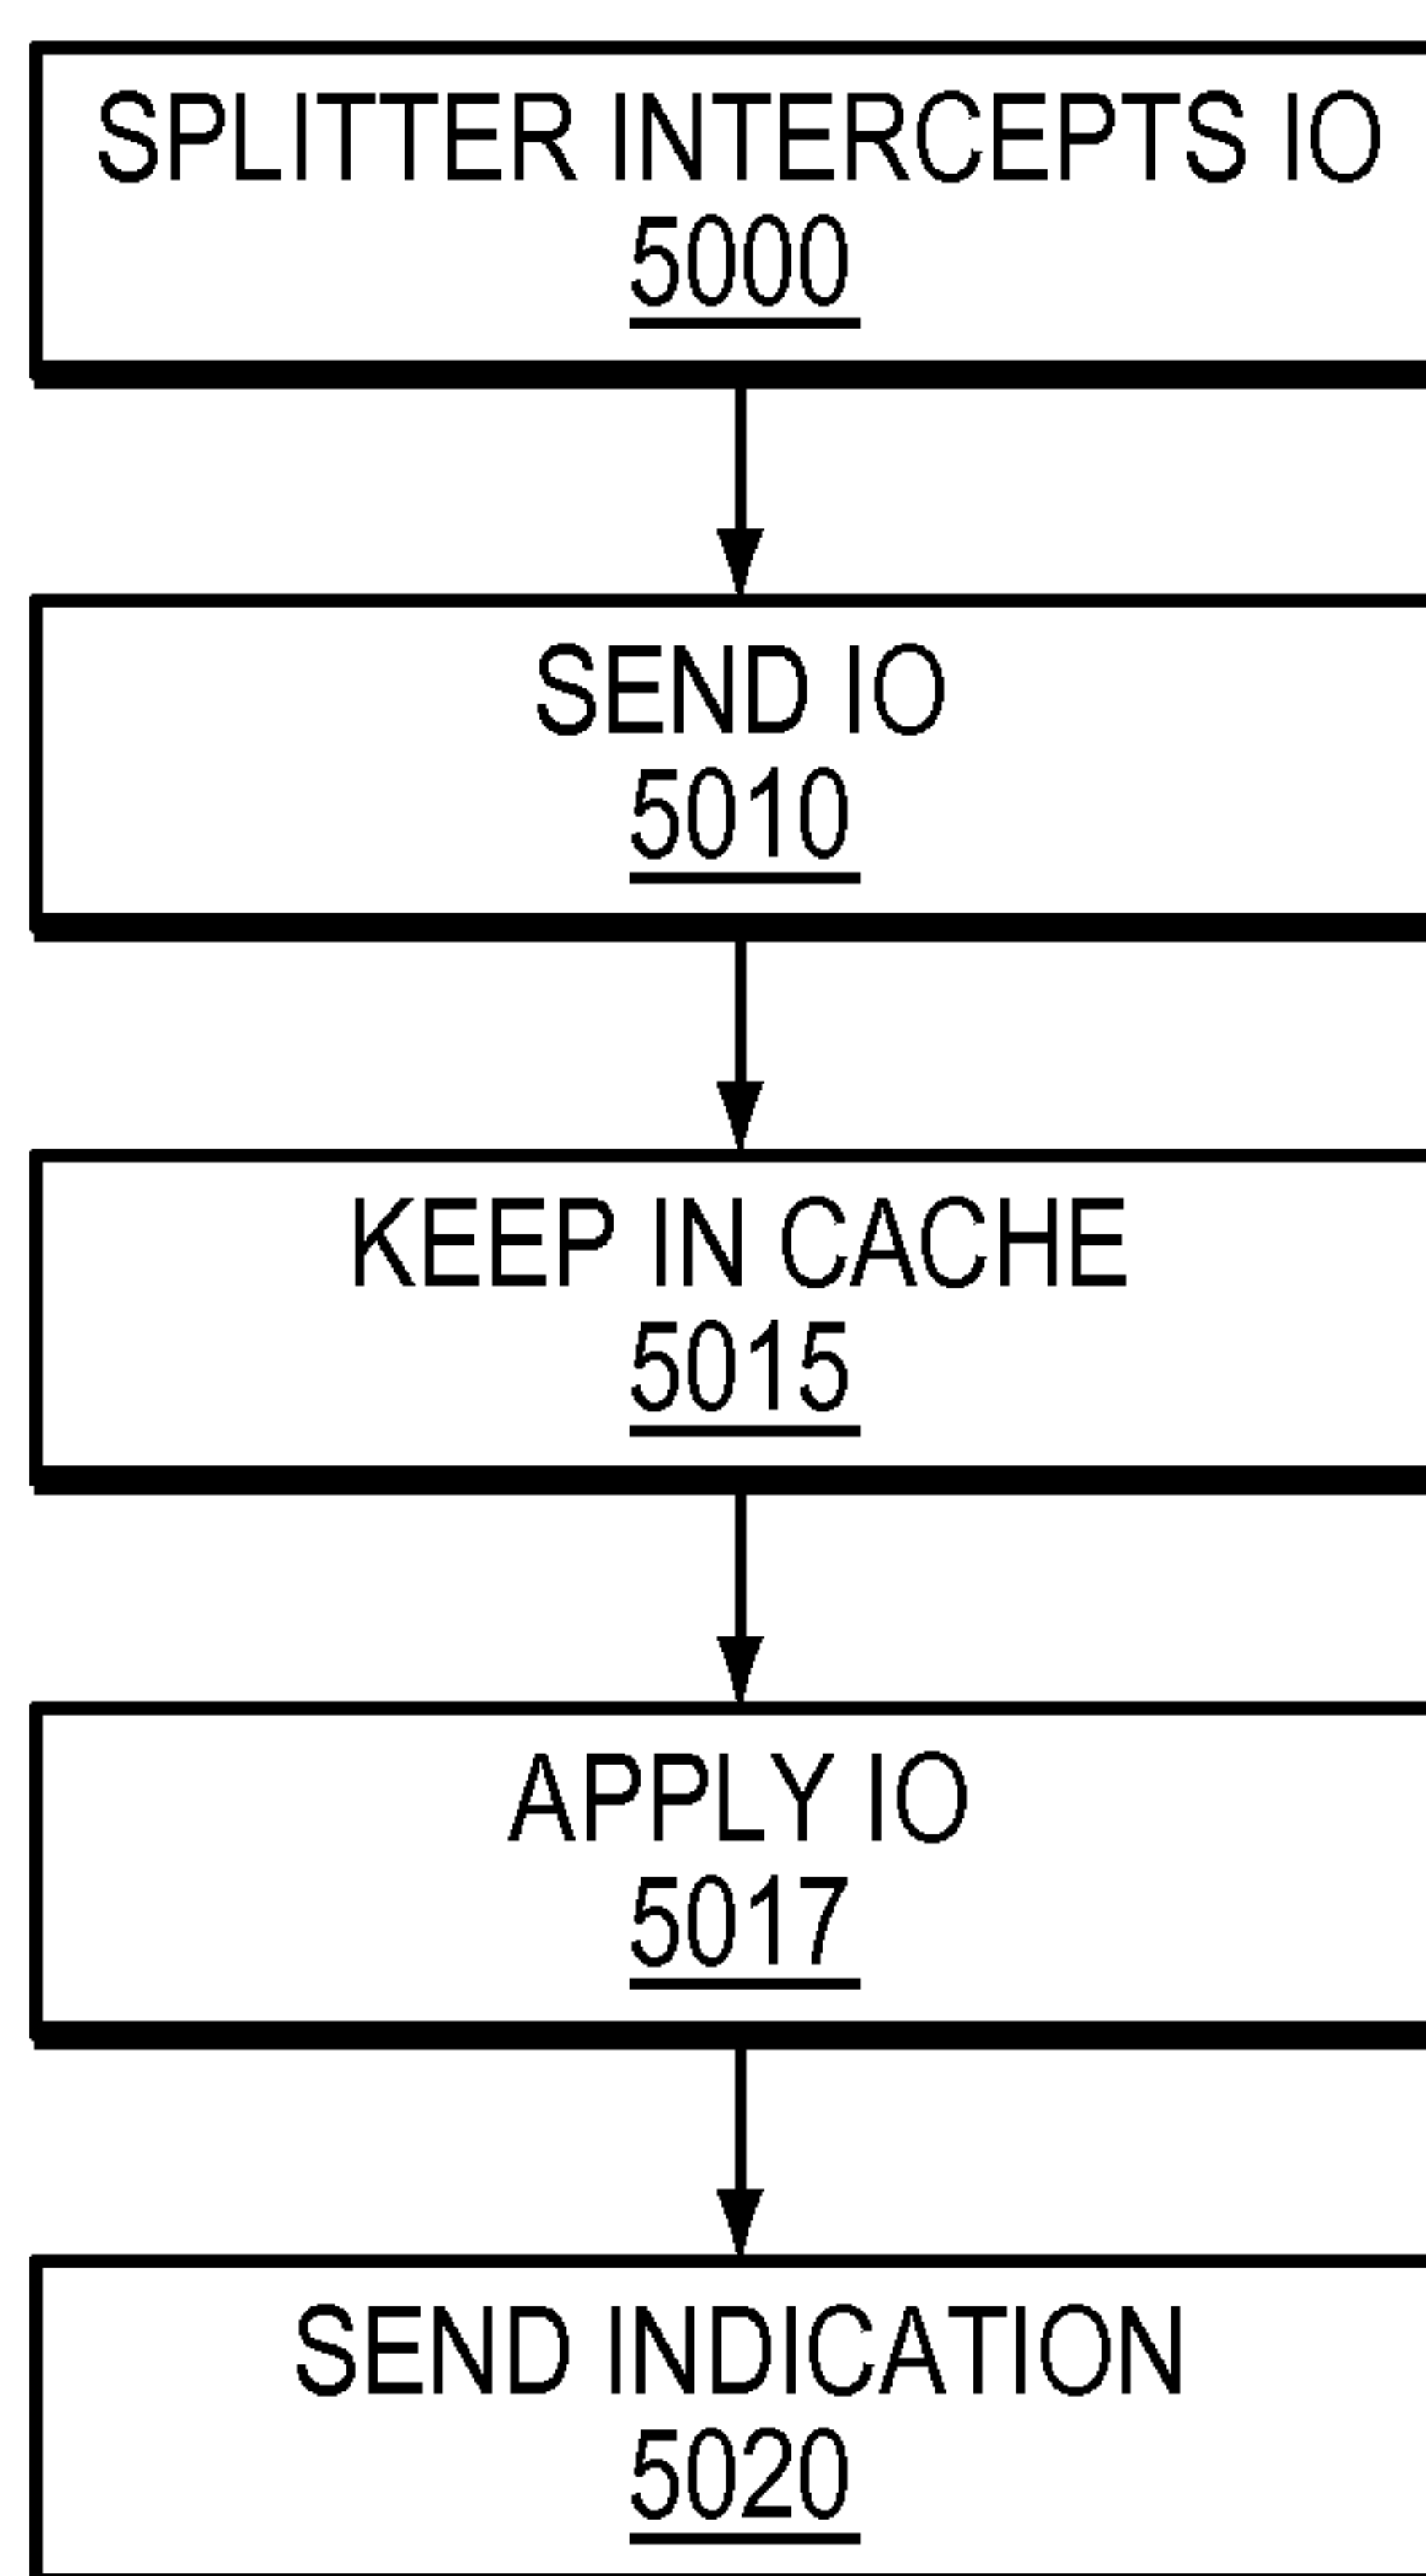 SPLITTER INTERCEPTS IO
5000
SEND IO
5010
KEEP IN CACHE
5015
APPLY IO
5017
SEND INDICATION
5020